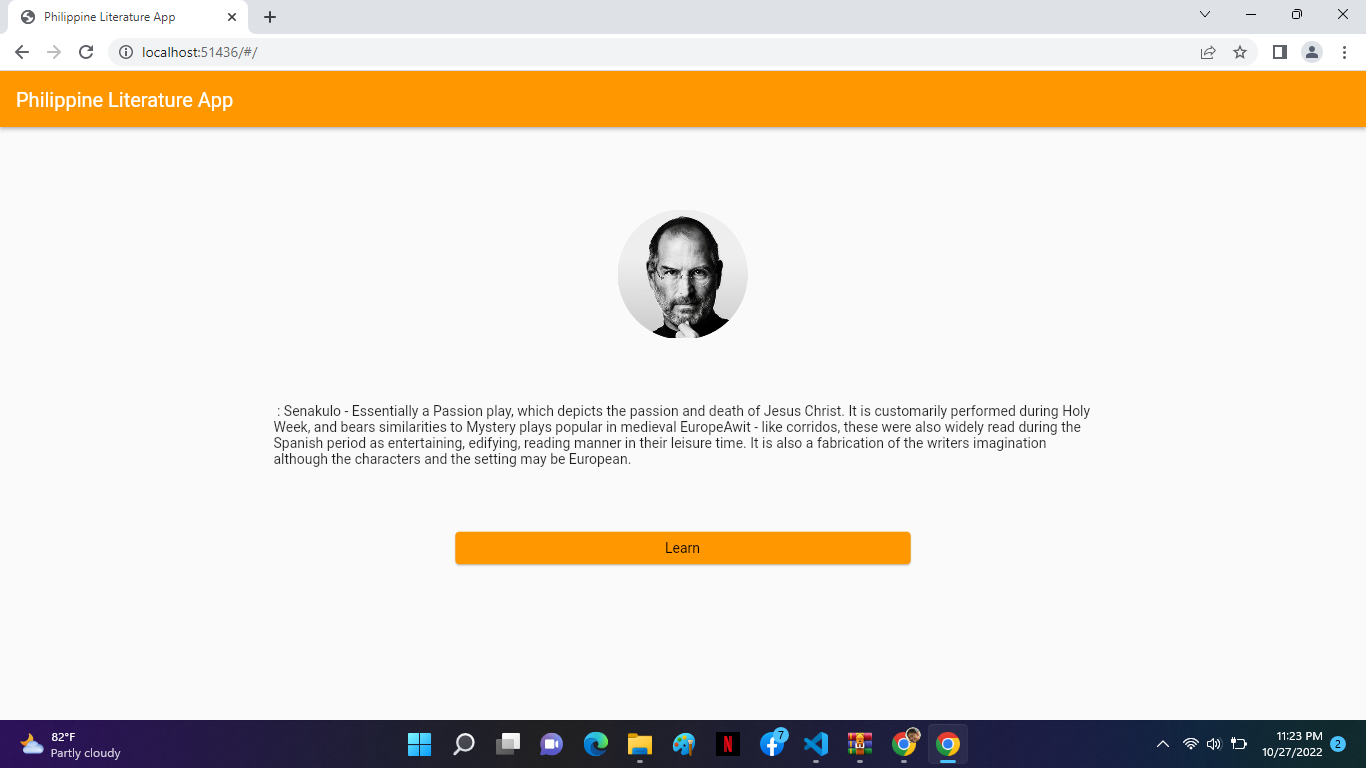 Philippine Literature App
localhost:51436/#/
Philippine Literature App
: Senakulo - Essentially a Passion play, which depicts the passion and death of Jesus Christ. It is customarily performed during Holy
Week, and bears similarities to Mystery plays popular in medieval EuropeAwit - like corridos, these were also widely read during the
Spanish period as entertaining, edifying, reading manner in their leisure time. It is also a fabrication of the writers imagination
although the characters and the setting may be European.
Learn
82°F
Partly cloudy
N
7
11:23 PM
10/27/2022
2